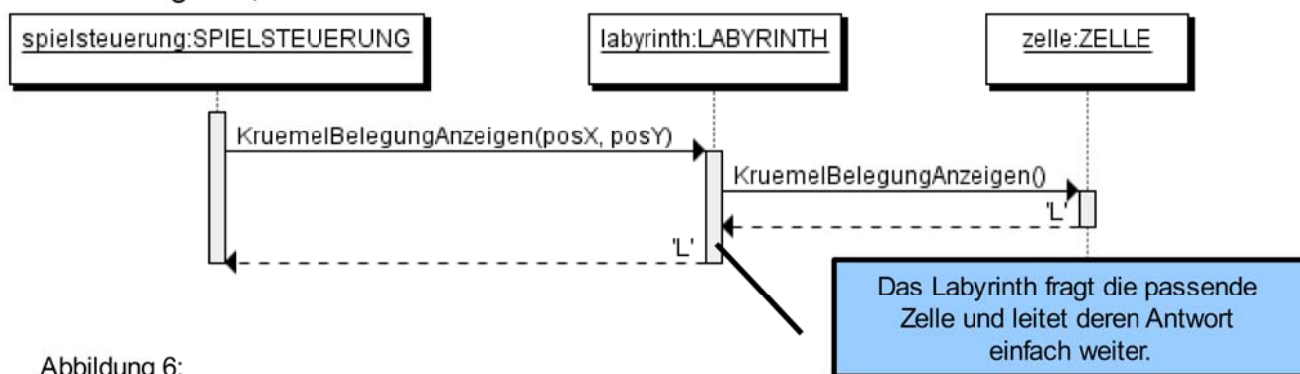 spielsteuerung:SPIELSTEUERUNG
labyrinth:LABYRINTH
zelle:ZELLE
KruemelBelegungAnzeigen(posX, posY)
KruemelBelegungAnzeigen()
'L'
'L'
Das Labyrinth fragt die passende
Zelle und leitet deren Antwort
einfach weiter.
Abbildung 6: